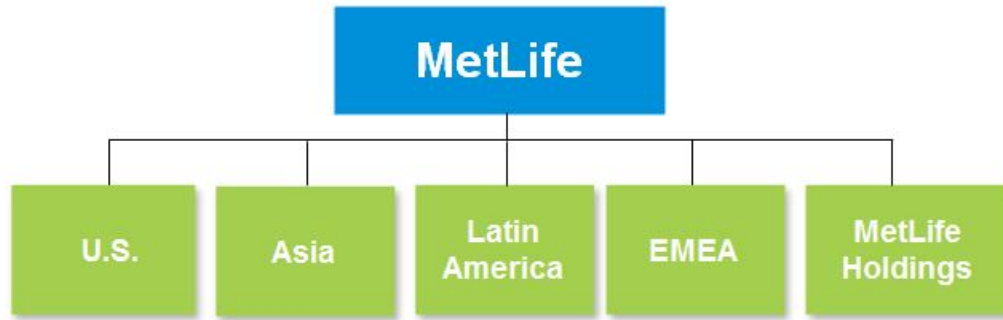 MetLife
U.S.
Asia
Latin
America
EMEA
MetLife
Holdings